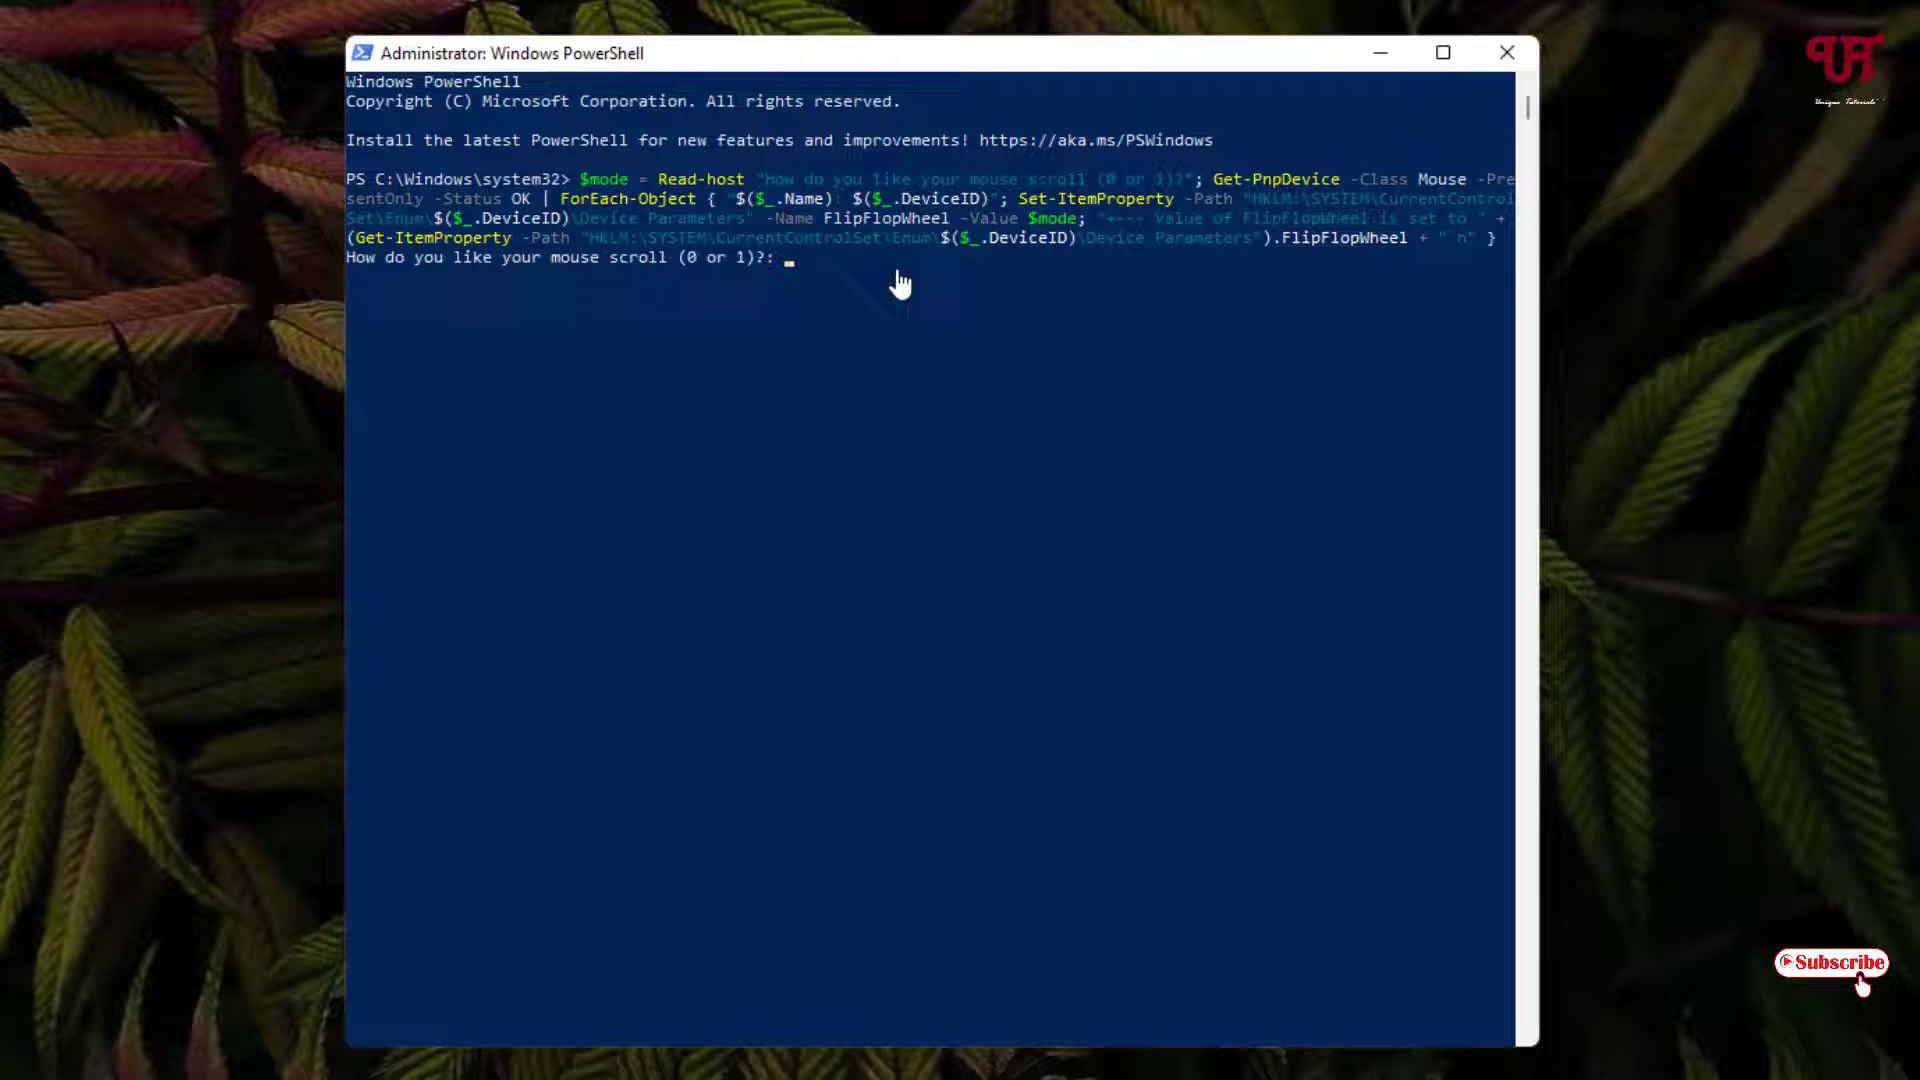 Administrator: Windows PowerShell
Windows PowerShell
Copyright (C) Microsoft Corporation. All rights reserved.
Install the latest PowerShell for new features and improvements! https://aka.ms/PSWindows
PS C:\Windows\system32> $mode = Read-host "How do you like your mouse scroll (0 or 1)?"; Get-PnpDevice -Class Mouse -Pre
sentOnly -Status OK | ForEach-Object { "$($_.Name): $($_.DeviceID)"; Set-ItemProperty -Path "HKLM:\SYSTEM\CurrentControl
Set\Enum\$($_.DeviceID)\Device Parameters" -Name FlipFlopWheel -Value $mode; "+--- Value of FlipFlopWheel is set to " +
(Get-ItemProperty -Path "HKLM:\SYSTEM\CurrentControlSet\Enum\$($_.DeviceID)\Device Parameters").FlipFlopWheel + "`n" }
How do you like your mouse scroll (0 or 1)?:
UT
Unique Tutorials
Subscribe